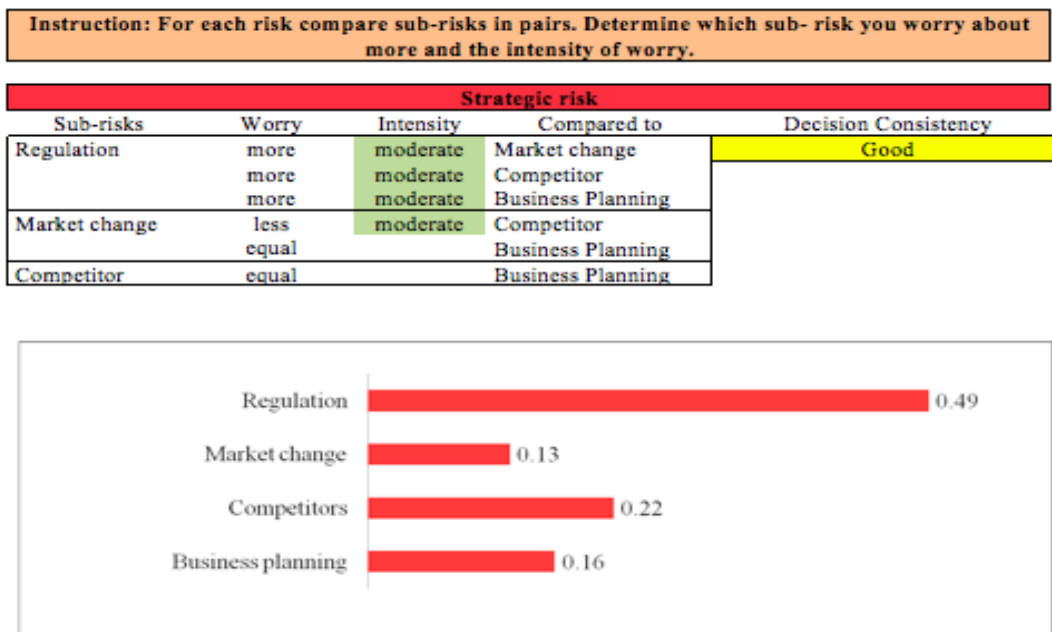 Instruction: For each risk compare sub-risks in pairs. Determine which sub- risk you worry about
more and the intensity of worry.
Strategic risk
Sub-risks Worry Intensity Compared to Decision Consistency
Regulation more moderate Market change Good
more moderate Competitor
more moderate Business Planning
Market change less moderate Competitor
equal Business Planning
Competitor equal Business Planning
Regulation 0.49
Market change 0.13
Competitors 0.22
Business planning 0.16